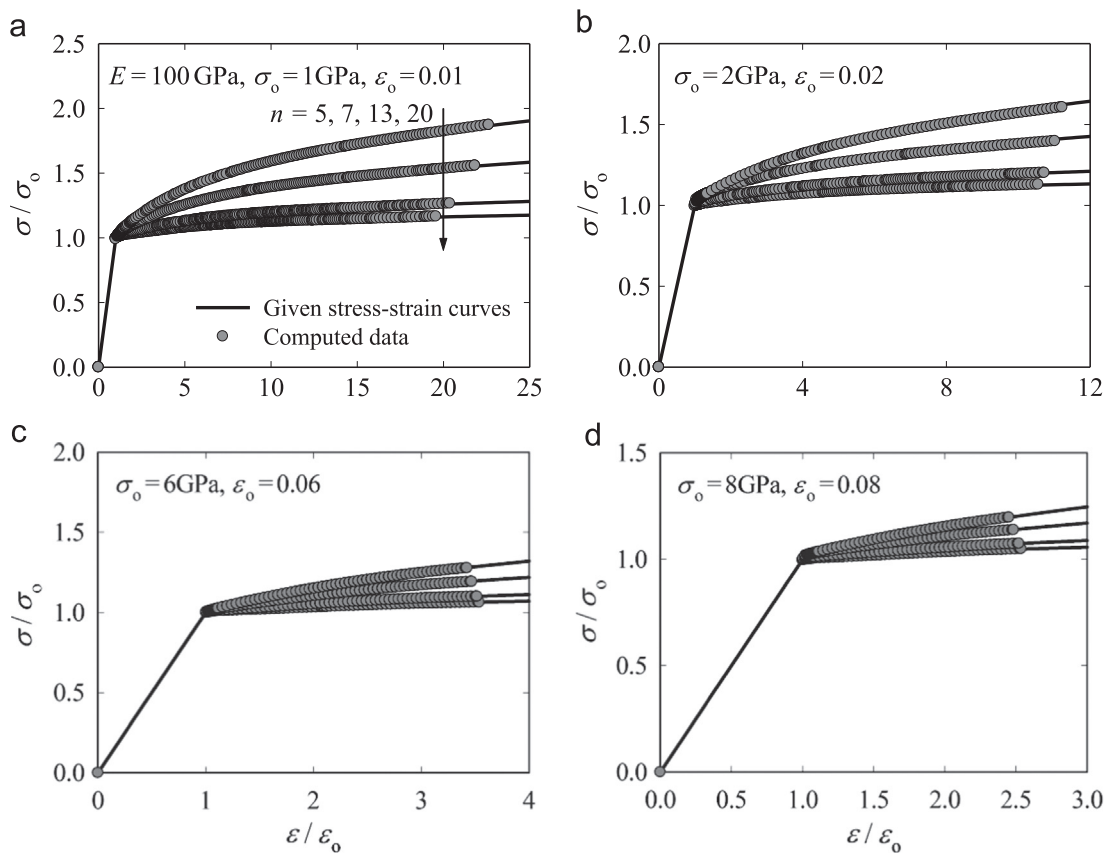 a
2.5
2.0
1.5
1.0
0.5
0.0
σ/σo
E = 100 GPa, σo = 1GPa, εo = 0.01
n = 5, 7, 13, 20
Given stress-strain curves
Computed data
0 5 10 15 20 25
b
2.0
1.5
1.0
0.5
0.0
σ/σo
σo = 2GPa, εo = 0.02
0 4 8 12
c
2.0
1.5
1.0
0.5
0.0
σ/σo
σo = 6GPa, εo = 0.06
0 1 2 3 4
ε/εo
d
1.5
1.0
0.5
0.0
σ/σo
σo = 8GPa, εo = 0.08
0.0 0.5 1.0 1.5 2.0 2.5 3.0
ε/εo